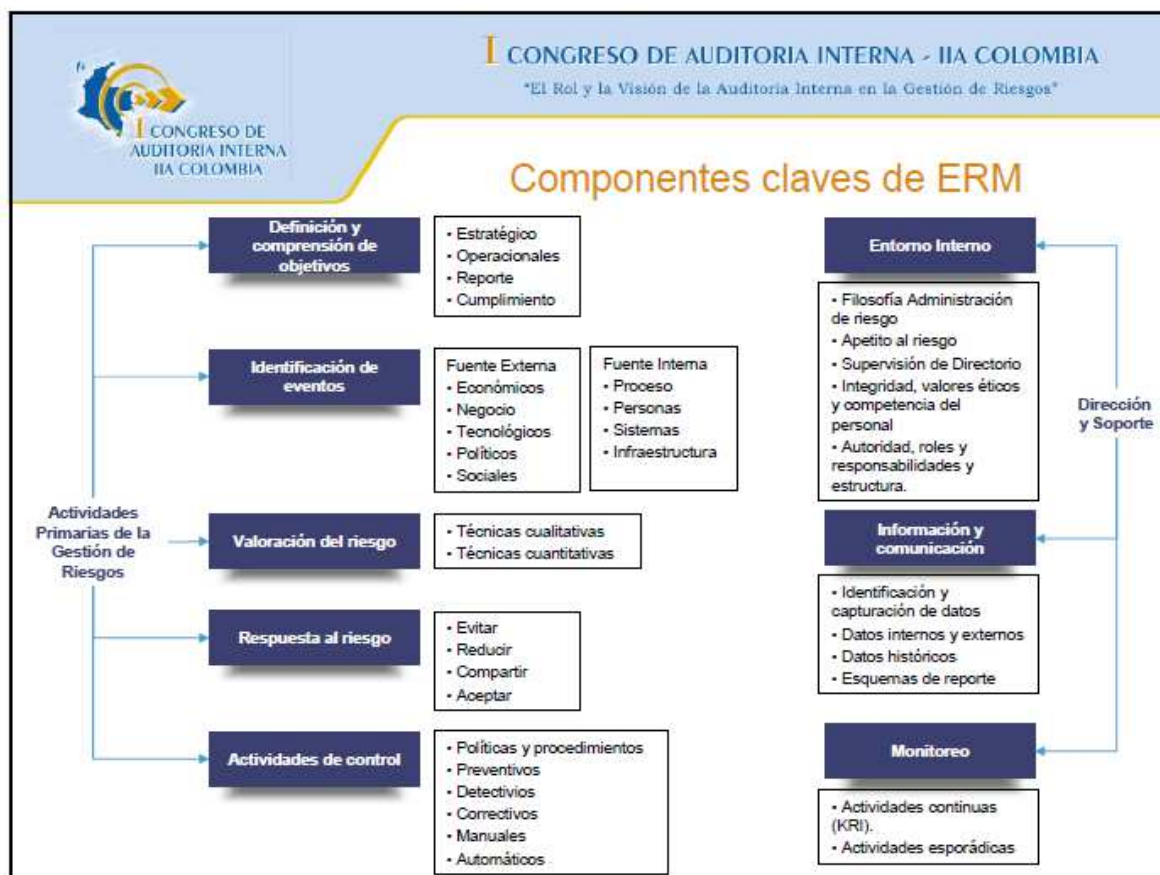 I CONGRESO DE
AUDITORIA INTERNA
IIA COLOMBIA
I CONGRESO DE AUDITORIA INTERNA - IIA COLOMBIA
"El Rol y la Visión de la Auditoria Interna en la Gestión de Riesgos"
Componentes claves de ERM
Actividades
Primarias de la
Gestión de
Riesgos
Definición y
comprensión de
objetivos
• Estratégico
• Operacionales
• Reporte
• Cumplimiento
Identificación de
eventos
Fuente Externa
• Económicos
• Negocio
• Tecnológicos
• Políticos
• Sociales
Fuente Interna
• Proceso
• Personas
• Sistemas
• Infraestructura
Valoración del riesgo
• Técnicas cualitativas
• Técnicas cuantitativas
Respuesta al riesgo
• Evitar
• Reducir
• Compartir
• Aceptar
Actividades de control
• Políticas y procedimientos
• Preventivos
• Detectivios
• Correctivos
• Manuales
• Automáticos
Dirección
y Soporte
Entorno Interno
• Filosofía Administración
de riesgo
• Apetito al riesgo
• Supervisión de Directorio
• Integridad, valores éticos
y competencia del
personal
• Autoridad, roles y
responsabilidades y
estructura.
Información y
comunicación
• Identificación y
capturación de datos
• Datos internos y externos
• Datos históricos
• Esquemas de reporte
Monitoreo
• Actividades continuas
(KRI).
• Actividades esporádicas